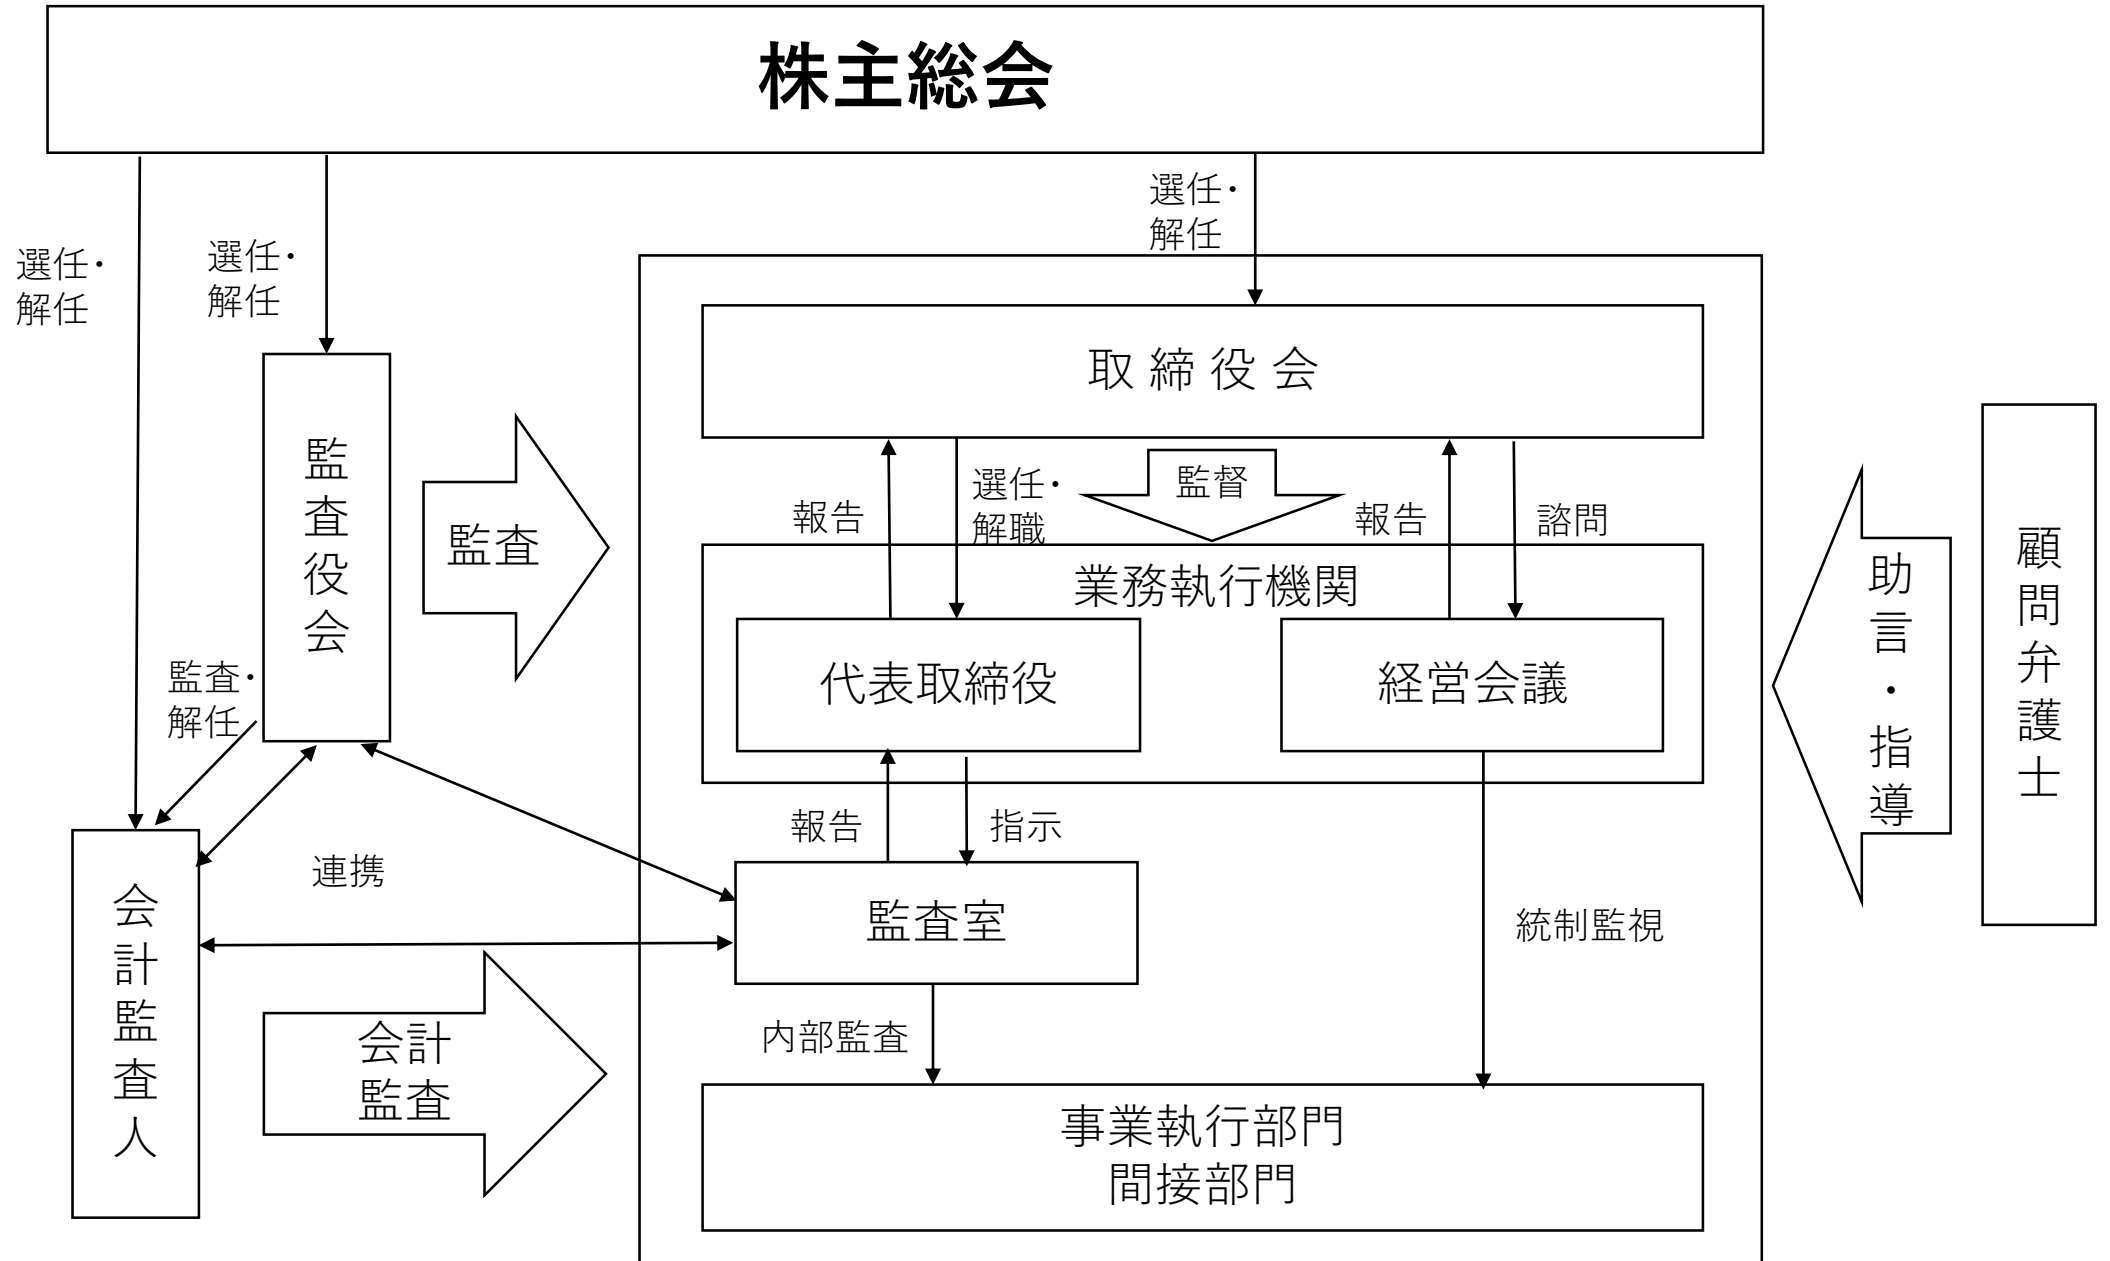 株主総会
選任・
解任
選任・
解任
選任・
解任
取締役会
監査役会
監査
報告
選任・
解職
監督
報告
諮問
業務執行機関
代表取締役
経営会議
助言・指導
顧問弁護士
監査・
解任
連携
報告
指示
監査室
統制監視
会計監査人
会計
監査
内部監査
事業執行部門
間接部門